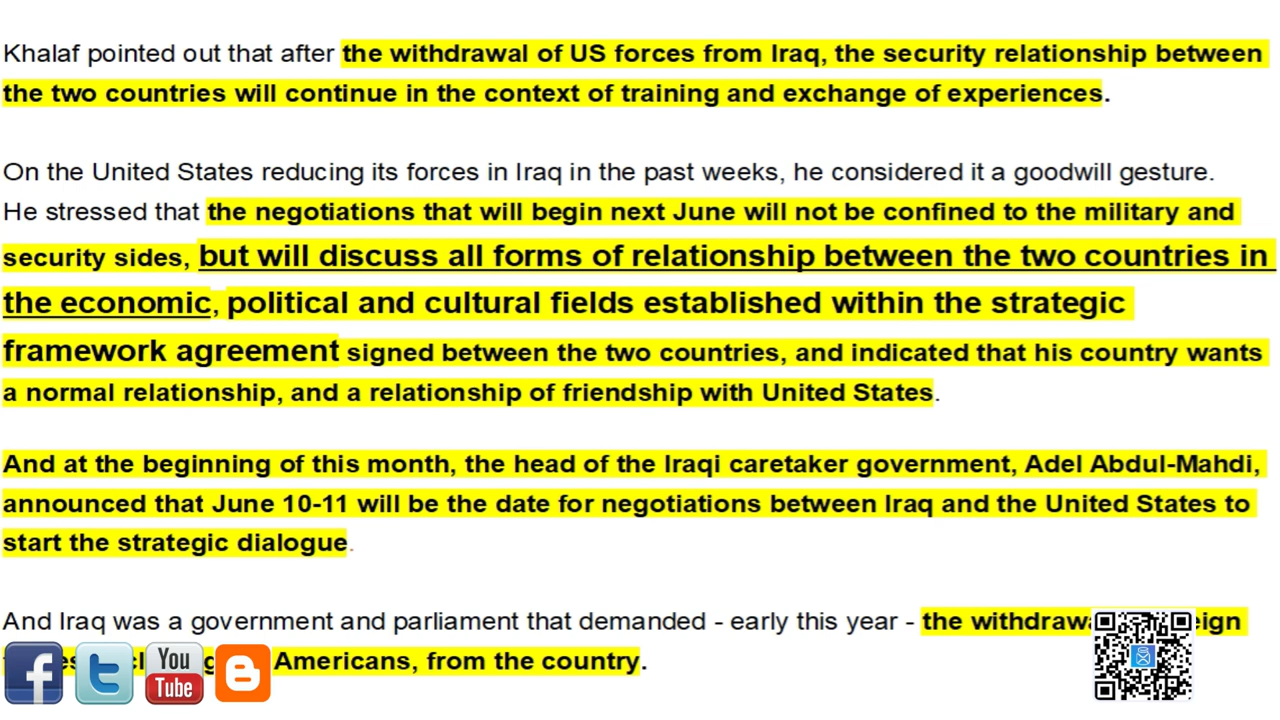 Khalaf pointed out that after the withdrawal of US forces from Iraq, the security relationship between
the two countries will continue in the context of training and exchange of experiences.
On the United States reducing its forces in Iraq in the past weeks, he considered it a goodwill gesture.
He stressed that the negotiations that will begin next June will not be confined to the military and
security sides, but will discuss all forms of relationship between the two countries in
the economic, political and cultural fields established within the strategic
framework agreement signed between the two countries, and indicated that his country wants
a normal relationship, and a relationship of friendship with United States.
And at the beginning of this month, the head of the Iraqi caretaker government, Adel Abdul-Mahdi,
announced that June 10-11 will be the date for negotiations between Iraq and the United States to
start the strategic dialogue.
And Iraq was a government and parliament that demanded - early this year - the
Americans, from the country.
You
Tube